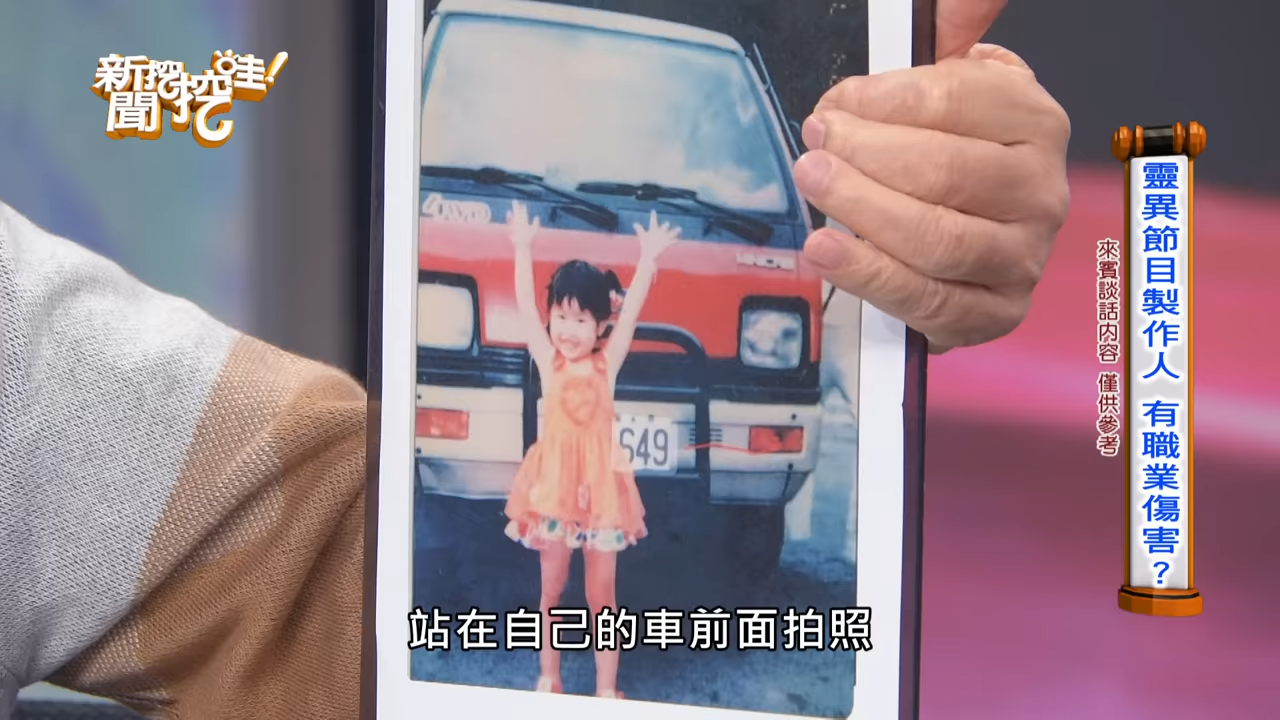 新聞挖挖哇!
靈異節目製作人 有職業傷害?
來賓談話內容 僅供參考
4WD
649
站在自己的車前面拍照